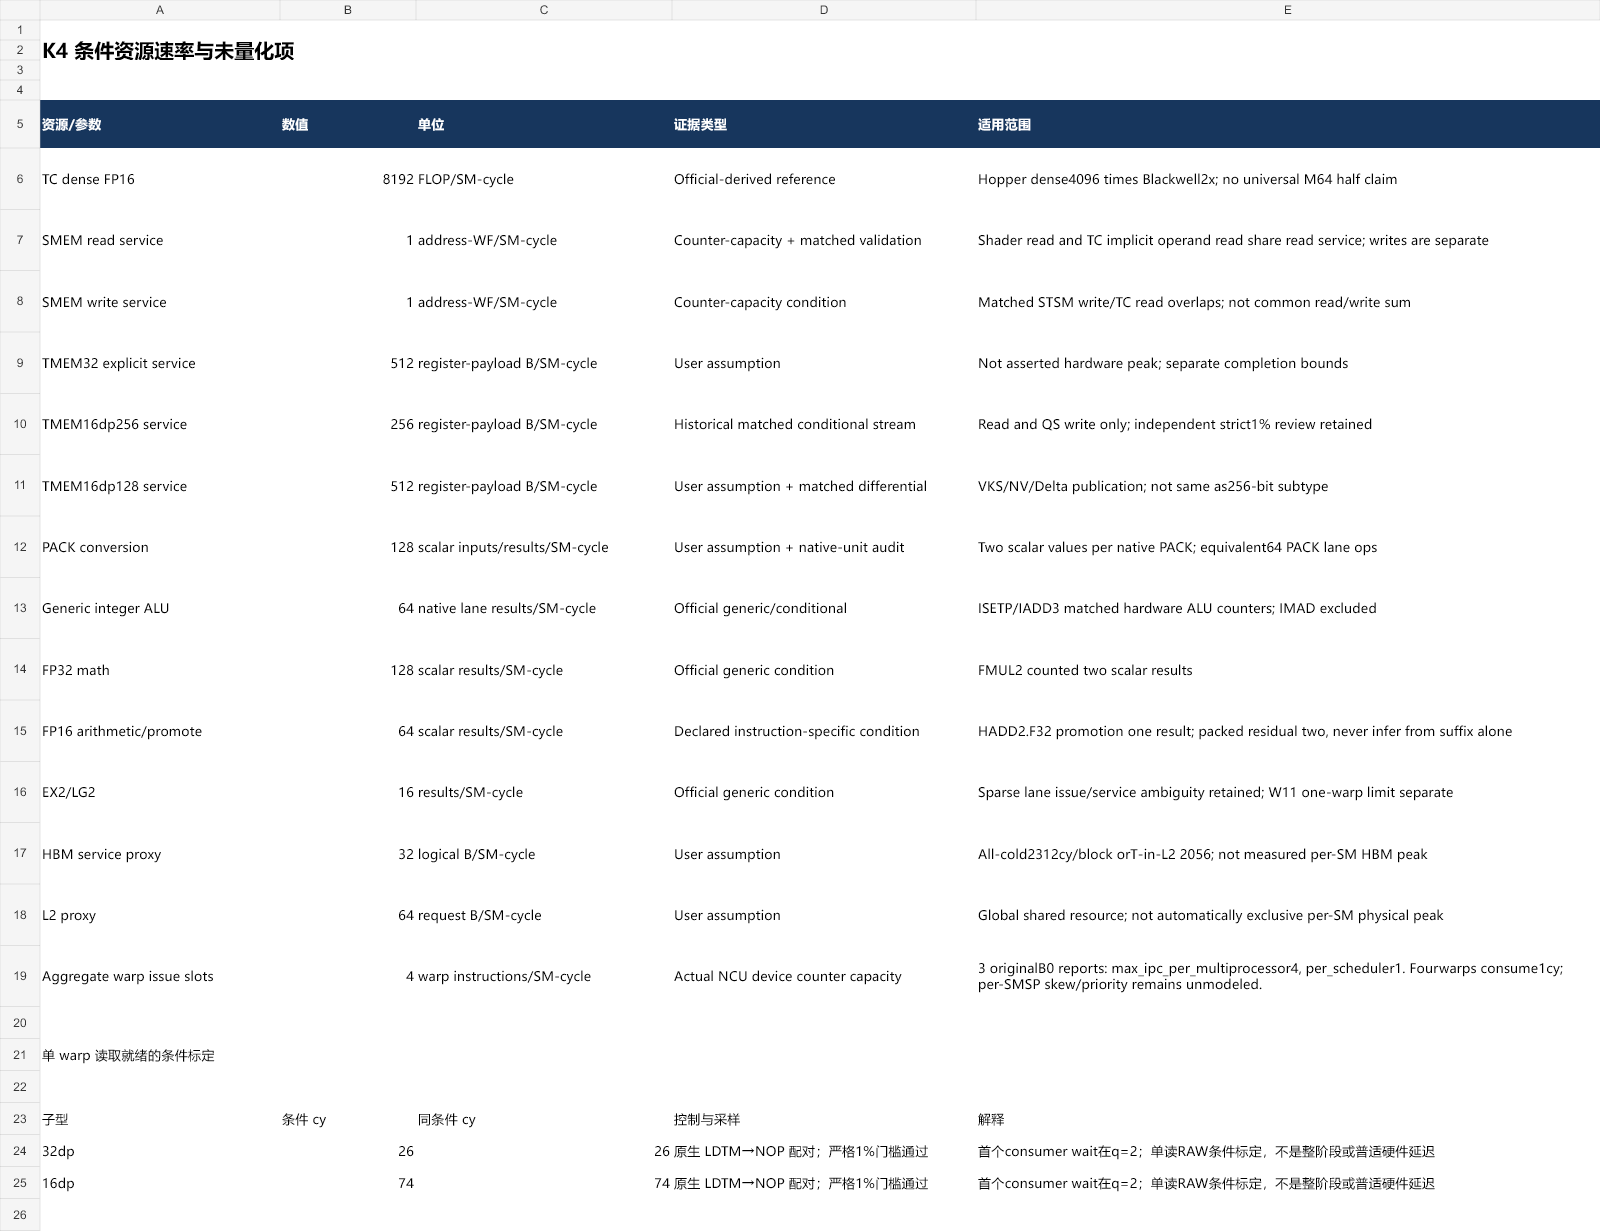 A B C D E
1
2 K4 条件资源速率与未量化项
3
4
5 资源/参数 数值 单位 证据类型 适用范围
6 TC dense FP16 8192 FLOP/SM-cycle Official-derived reference Hopper dense4096 times Blackwell2x; no universal M64 half claim
7 SMEM read service 1 address-WF/SM-cycle Counter-capacity + matched validation Shader read and TC implicit operand read share read service; writes are separate
8 SMEM write service 1 address-WF/SM-cycle Counter-capacity condition Matched STSM write/TC read overlaps; not common read/write sum
9 TMEM32 explicit service 512 register-payload B/SM-cycle User assumption Not asserted hardware peak; separate completion bounds
10 TMEM16dp256 service 256 register-payload B/SM-cycle Historical matched conditional stream Read and QS write only; independent strict1% review retained
11 TMEM16dp128 service 512 register-payload B/SM-cycle User assumption + matched differential VKS/NV/Delta publication; not same as256-bit subtype
12 PACK conversion 128 scalar inputs/results/SM-cycle User assumption + native-unit audit Two scalar values per native PACK; equivalent64 PACK lane ops
13 Generic integer ALU 64 native lane results/SM-cycle Official generic/conditional ISETP/IADD3 matched hardware ALU counters; IMAD excluded
14 FP32 math 128 scalar results/SM-cycle Official generic condition FMUL2 counted two scalar results
15 FP16 arithmetic/promote 64 scalar results/SM-cycle Declared instruction-specific condition HADD2.F32 promotion one result; packed residual two, never infer from suffix alone
16 EX2/LG2 16 results/SM-cycle Official generic condition Sparse lane issue/service ambiguity retained; W11 one-warp limit separate
17 HBM service proxy 32 logical B/SM-cycle User assumption All-cold2312cy/block orT-in-L2 2056; not measured per-SM HBM peak
18 L2 proxy 64 request B/SM-cycle User assumption Global shared resource; not automatically exclusive per-SM physical peak
19 Aggregate warp issue slots 4 warp instructions/SM-cycle Actual NCU device counter capacity 3 originalB0 reports: max_ipc_per_multiprocessor4, per_scheduler1. Fourwarps consume1cy;
per-SMSP skew/priority remains unmodeled.
20
21 单 warp 读取就绪的条件标定
22
23 子型 条件 cy 同条件 cy 控制与采样 解释
24 32dp 26 26 原生 LDTM→NOP 配对；严格1%门槛通过 首个consumer wait在q=2；单读RAW条件标定，不是整阶段或普适硬件延迟
25 16dp 74 74 原生 LDTM→NOP 配对；严格1%门槛通过 首个consumer wait在q=2；单读RAW条件标定，不是整阶段或普适硬件延迟
26